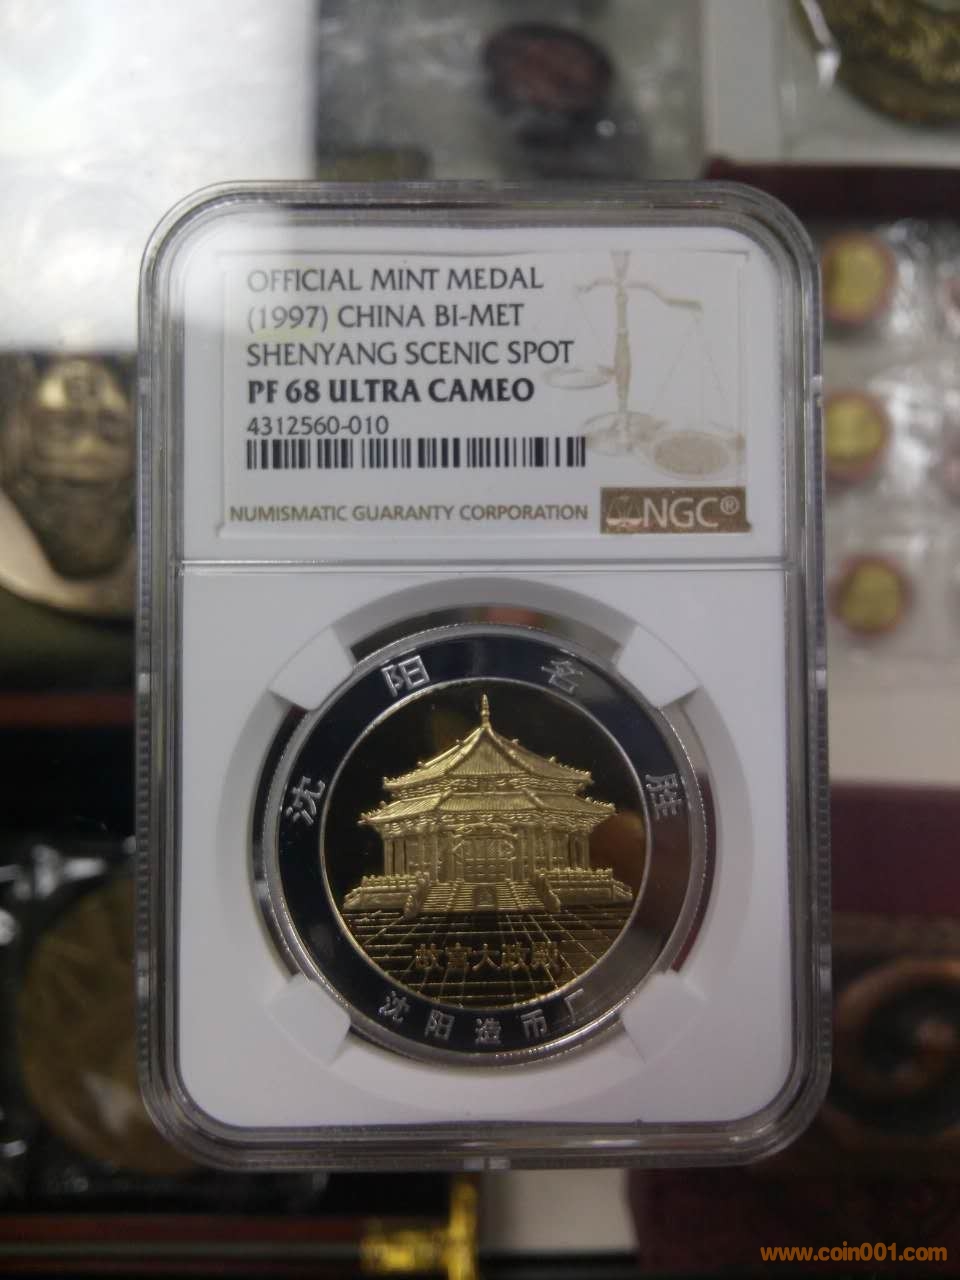 OFFICIAL MINT MEDAL
(1997) CHINA BI-MET
SHENYANG SCENIC SPOT
PF 68 ULTRA CAMEO
4312560-010
NUMISMATIC GUARANTY CORPORATION
NGC®
沈阳名胜
故宫大政殿
沈阳造币厂
www.coin001.com